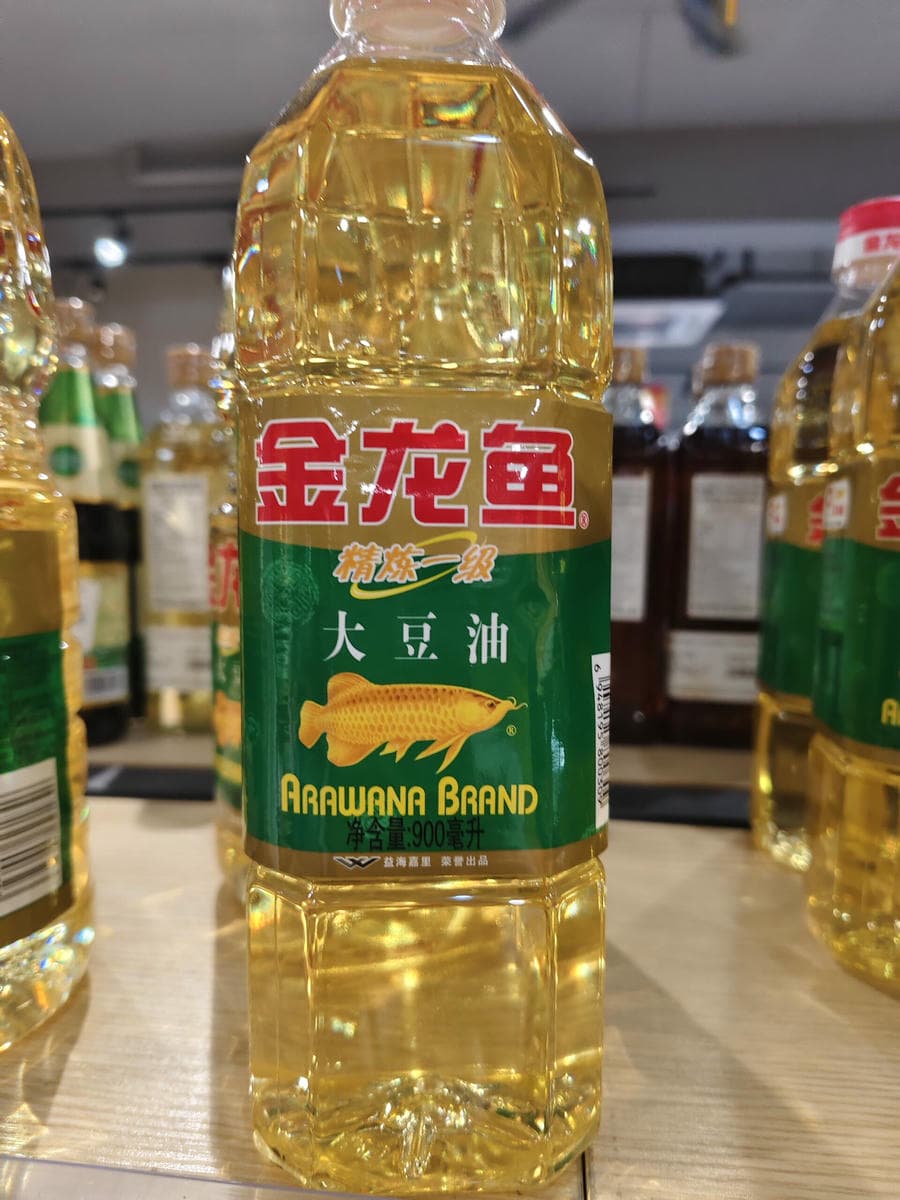 金龙鱼®
精炼一级
大豆油
®
ARAWANA BRAND
净含量:900毫升
益海嘉里 荣誉出品